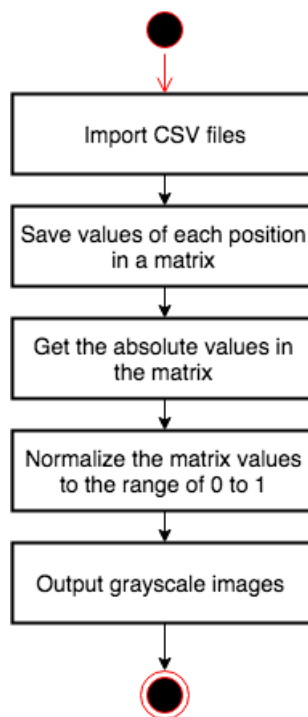 Import CSV files
Save values of each position
in a matrix
Get the absolute values in
the matrix
Normalize the matrix values
to the range of 0 to 1
Output grayscale images